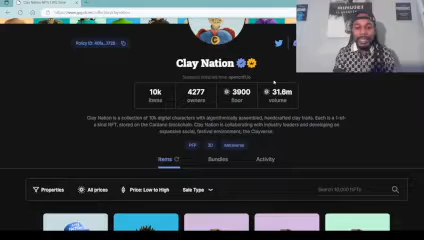 Clay Nation
10k
4277
3900
31.6m
items
owners
floor
volume
Clay Nation is a collection of 10k digital characters with algorithmically assembled, handcrafted clay traits. Each is a 1-of-a-kind NFT, stored on the Cardano blockchain. Clay Nation is collaborating with industry leaders and developing an expansive social, festival environment, the Clayverse.
PFP
3D
metaverse
Items
Bundles
Activity
Properties
All prices
Price: Low to High
Sale Type
Search 10,000 NFTs
MINUTES